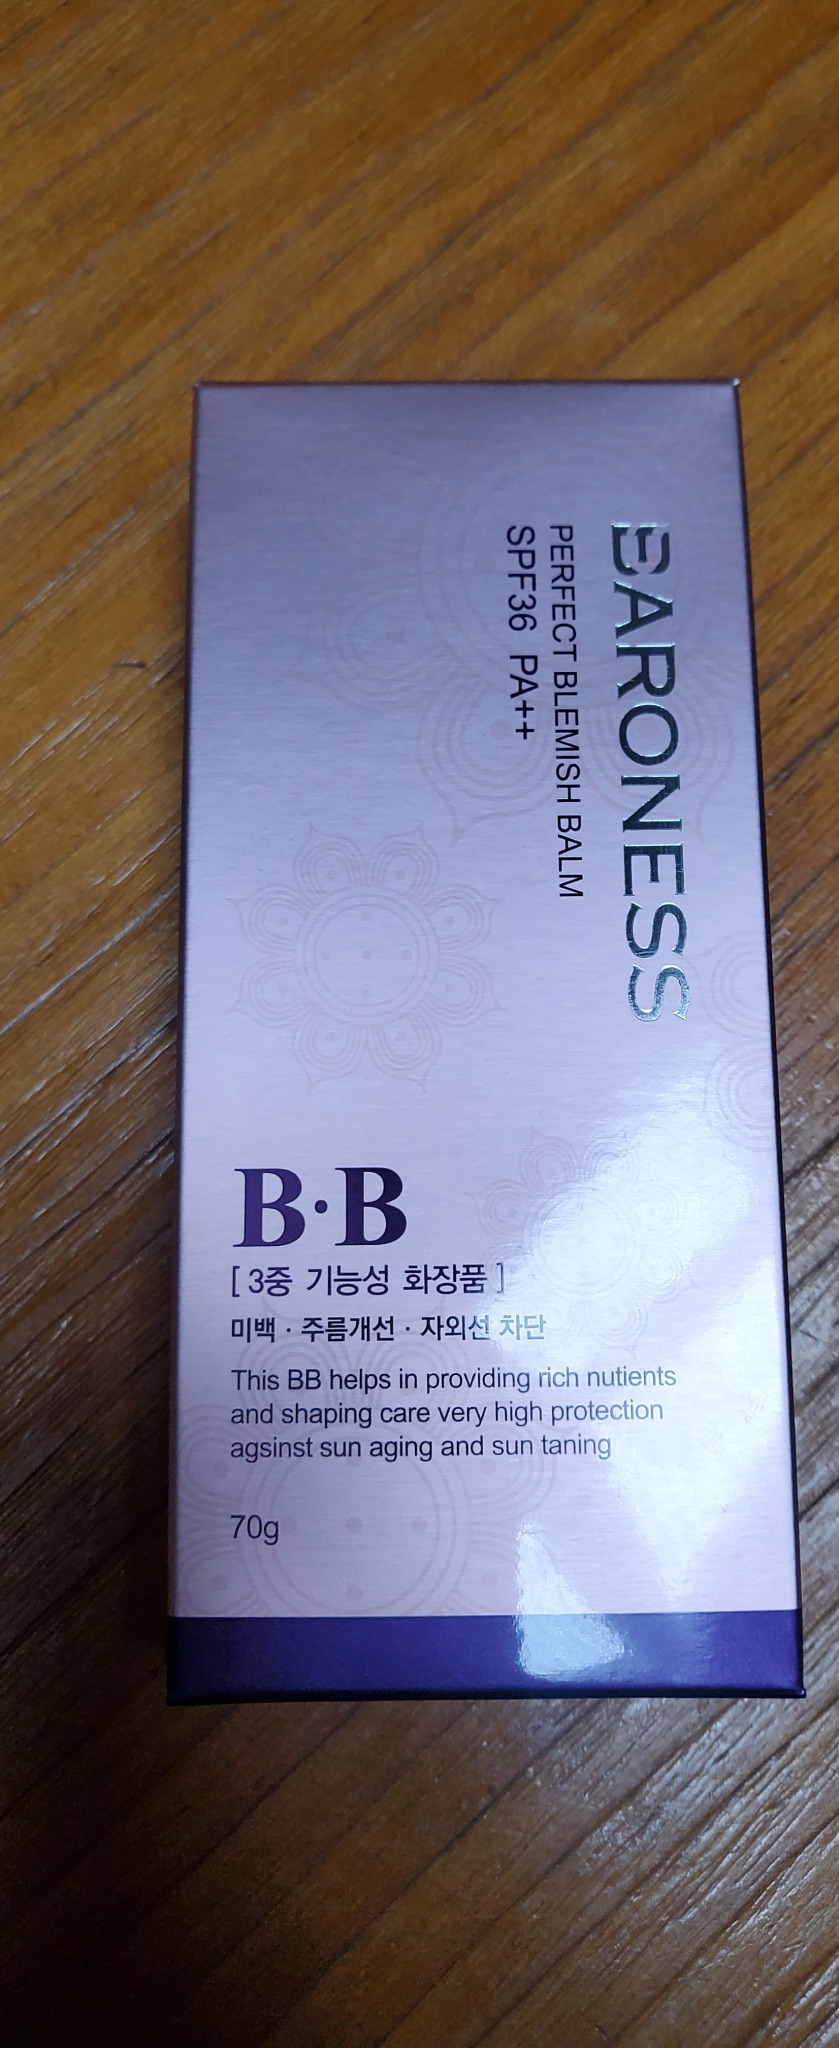 BARONESS
PERFECT BLEMISH BALM
SPF36 PA++
B·B
[ 3중 기능성 화장품 ]
미백 · 주름개선 · 자외선 차단
This BB helps in providing rich nutients
and shaping care very high protection
agsinst sun aging and sun taning
70g